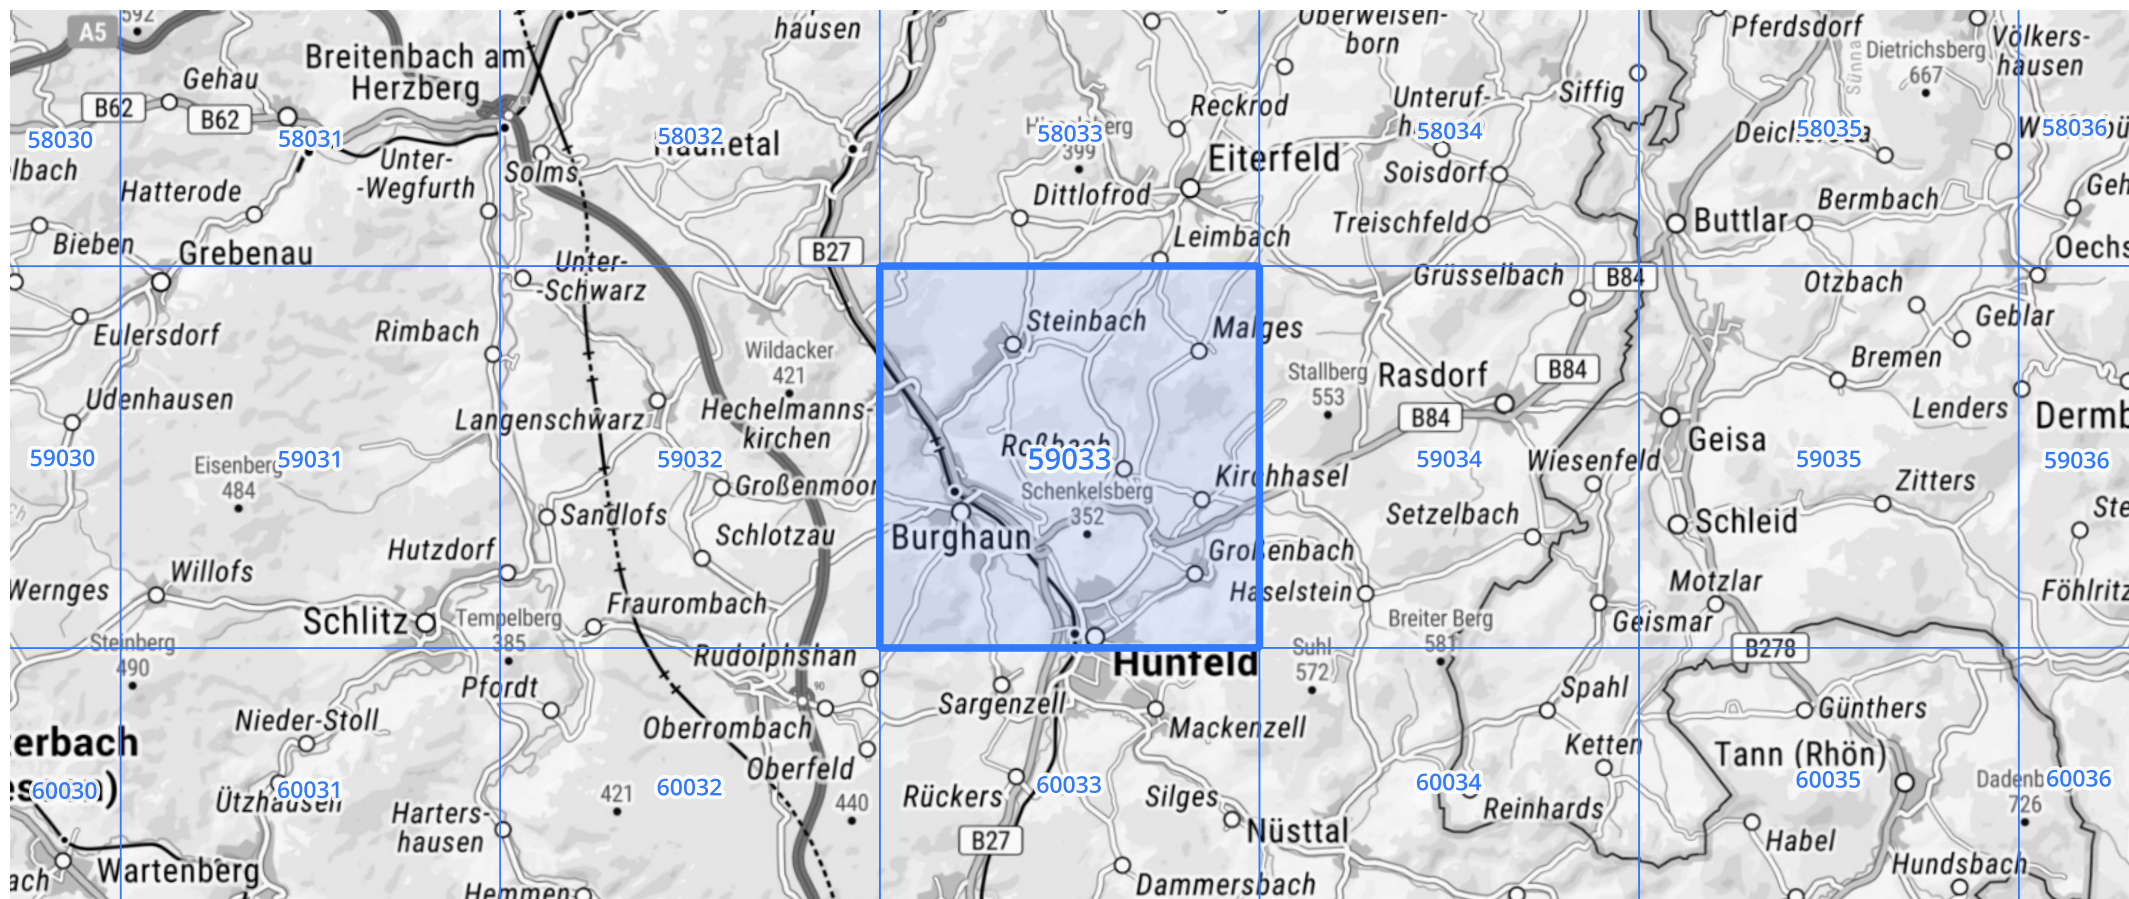 592
A5
hausen
Oberweisen-
born
Pferdsdorf
Völkers-
hausen
Dietrichsberg
667
Sünna
Breitenbach am
Herzberg
Gehau
B62
B62
Reckrod
Unteruf-
Siffig
58030
58031
58032
58033
399
Eiterfeld
58034
58035
58036
lbach
Unter-
-Wegfurth
Solms
Soisdorf
Hatterode
Dittlofrod
Bermbach
Geh
Bieben
Grebenau
B27
Leimbach
Treischfeld
Buttlar
Oechs
Unter-
-Schwarz
Grüsselbach
B84
Otzbach
Eulersdorf
Rimbach
Steinbach
Malges
Geblar
Wildacker
421
Stallberg
553
Rasdorf
B84
Bremen
Udenhausen
Langenschwarz
Hechelmanns-
kirchen
B84
Lenders
Dermb
Geisa
59030
Eisenberg
484
59031
59032
Roßbach
59033
59034
Wiesenfeld
59035
59036
Großenmoor
Schenkelsberg
352
Kirchhasel
Zitters
Sandlofs
Schlotzau
Burghaun
Setzelbach
Schleid
Ste
Hutzdorf
Großenbach
Willofs
Wernges
Haselstein
Motzlar
Föhlritz
Schlitz
Tempelberg
385
Fraurombach
Breiter Berg
581
Geismar
Steinberg
490
Rudolphshan
Hünfeld
Suhl
572
B278
Pfordt
90
Sargenzell
Spahl
Nieder-Stoll
Oberrombach
Mackenzell
Günthers
erbach
Ketten
Tann (Rhön)
60030
60031
Ützhausen
60032
Oberfeld
60033
60034
60035
60036
726
421
440
Rückers
Silges
Reinhards
Harters-
hausen
B27
Nüsttal
Habel
ach
Wartenberg
Hundsbach
Hemmen
Dammersbach